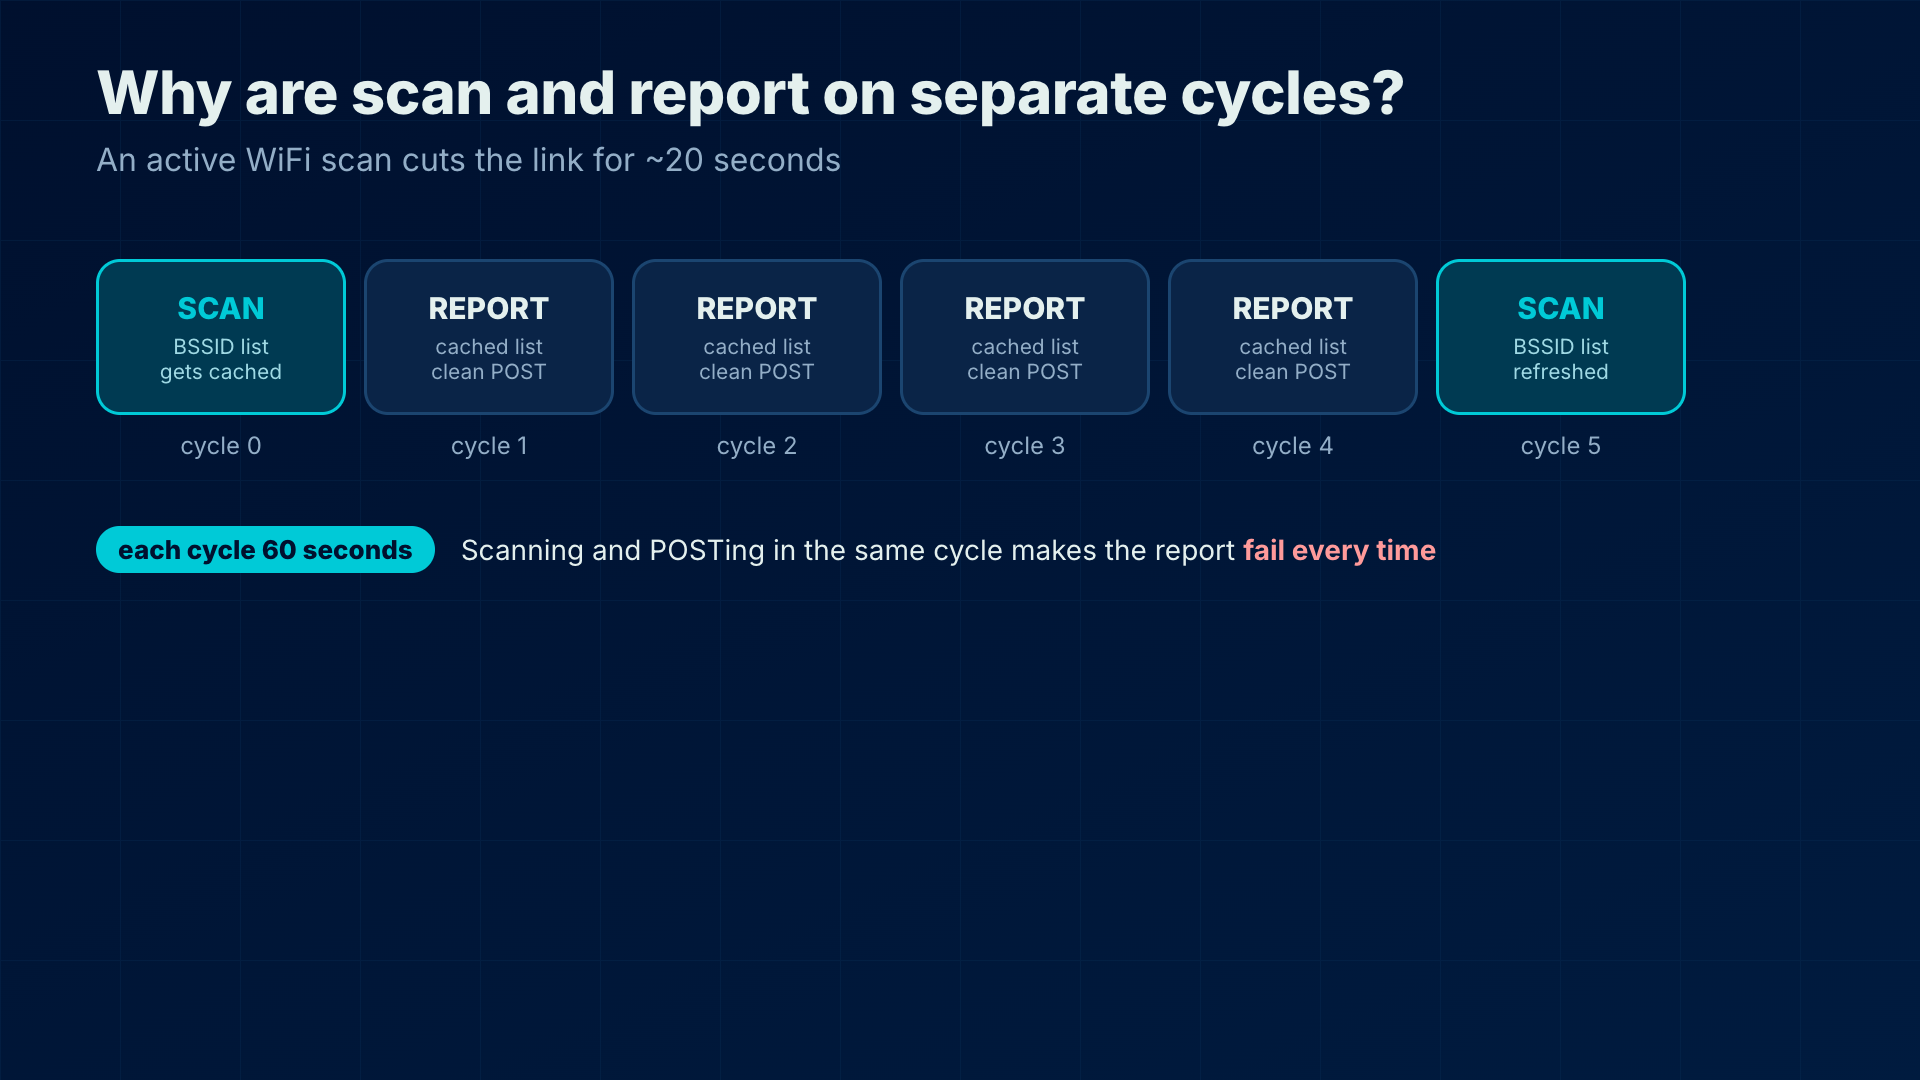 Why are scan and report on separate cycles?
An active WiFi scan cuts the link for ~20 seconds
SCAN
BSSID list
gets cached
cycle 0
REPORT
cached list
clean POST
cycle 1
REPORT
cached list
clean POST
cycle 2
REPORT
cached list
clean POST
cycle 3
REPORT
cached list
clean POST
cycle 4
SCAN
BSSID list
refreshed
cycle 5
each cycle 60 seconds
Scanning and POSTing in the same cycle makes the report fail every time